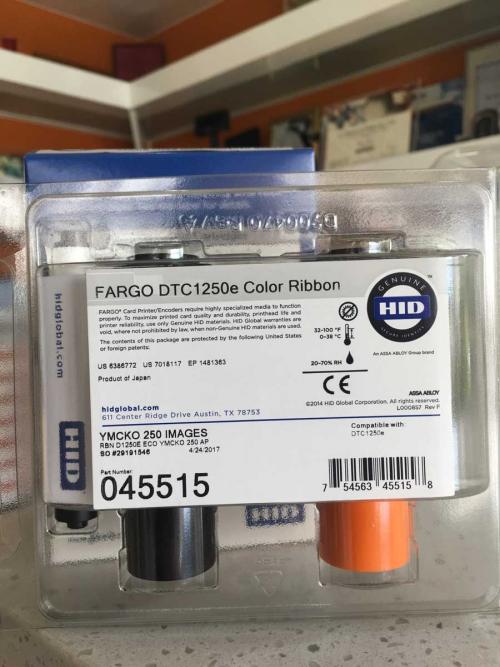 D900470 REV A
FARGO DTC1250e Color Ribbon
FARGO® Card Printer/Encoders require highly specialized media to function
properly. To maximize printed card quality and durability, printhead life and
printer reliability, use only Genuine HID materials. HID Global warranties are
void, where not prohibited by law, when non-Genuine HID materials are used.
The contents of this package are protected by the following United States
or foreign patents:
US 6386772 US 7018117 EP 1481363
Product of Japan
GENUINE
HID
™
An ASSA ABLOY Group brand
32-100 °F
0-38 °C
20-70% RH
CE
ASSA ABLOY
©2014 HID Global Corporation. All rights reserved.
L000857 Rev F
hidglobal.com
611 Center Ridge Drive Austin, TX 78753
YMCKO 250 IMAGES
RBN D1250E ECO YMCKO 250 AP
SO #29191546 4/24/2017
Compatible with:
DTC1250e
Part Number:
045515
7 54563 45515 8
hidglobal.com
HID
HID